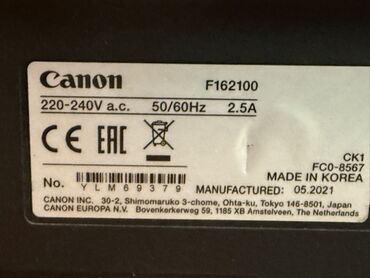 Canon F162100
220-240V a.c. 50/60Hz 2.5A
CE EAC
CK1
FC0-8567
MADE IN KOREA
No. YLM69379 MANUFACTURED: 05.2021
CANON INC. 30-2, Shimomaruko 3-chome, Ohta-ku, Tokyo 146-8501, Japan
CANON EUROPA N.V. Bovenkerkerweg 59, 1185 XB Amstelveen, The Netherlands